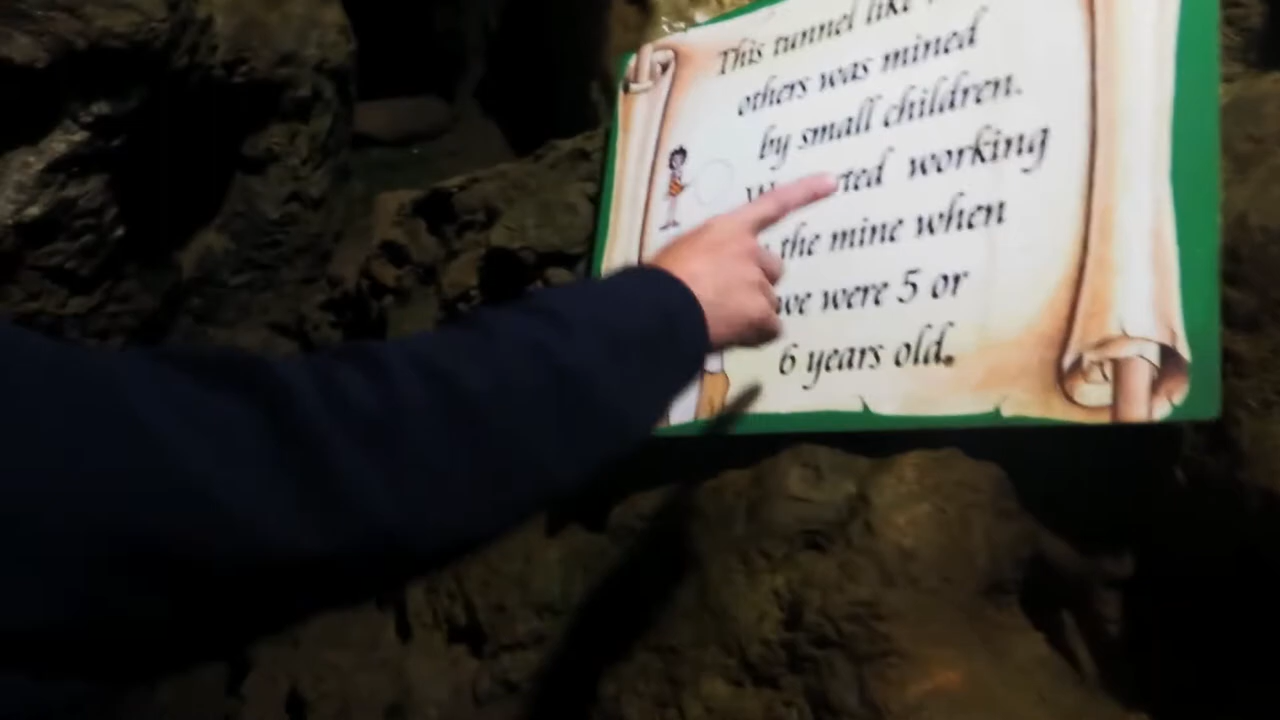 This tunnel like
others was mined
by small children.
working
the mine when
we were 5 or
6 years old.